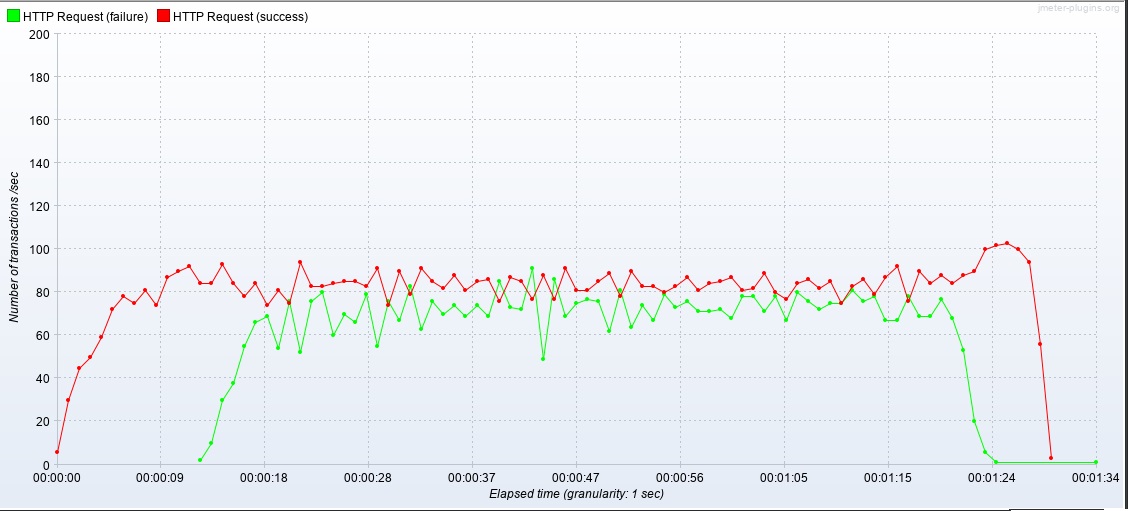 jmeter-plugins.org
HTTP Request (failure) HTTP Request (success)
200
180
160
140
120
100
80
60
40
20
0
Number of transactions /sec
00:00:00 00:00:09 00:00:18 00:00:28 00:00:37 00:00:47 00:00:56 00:01:05 00:01:15 00:01:24 00:01:34
Elapsed time (granularity: 1 sec)